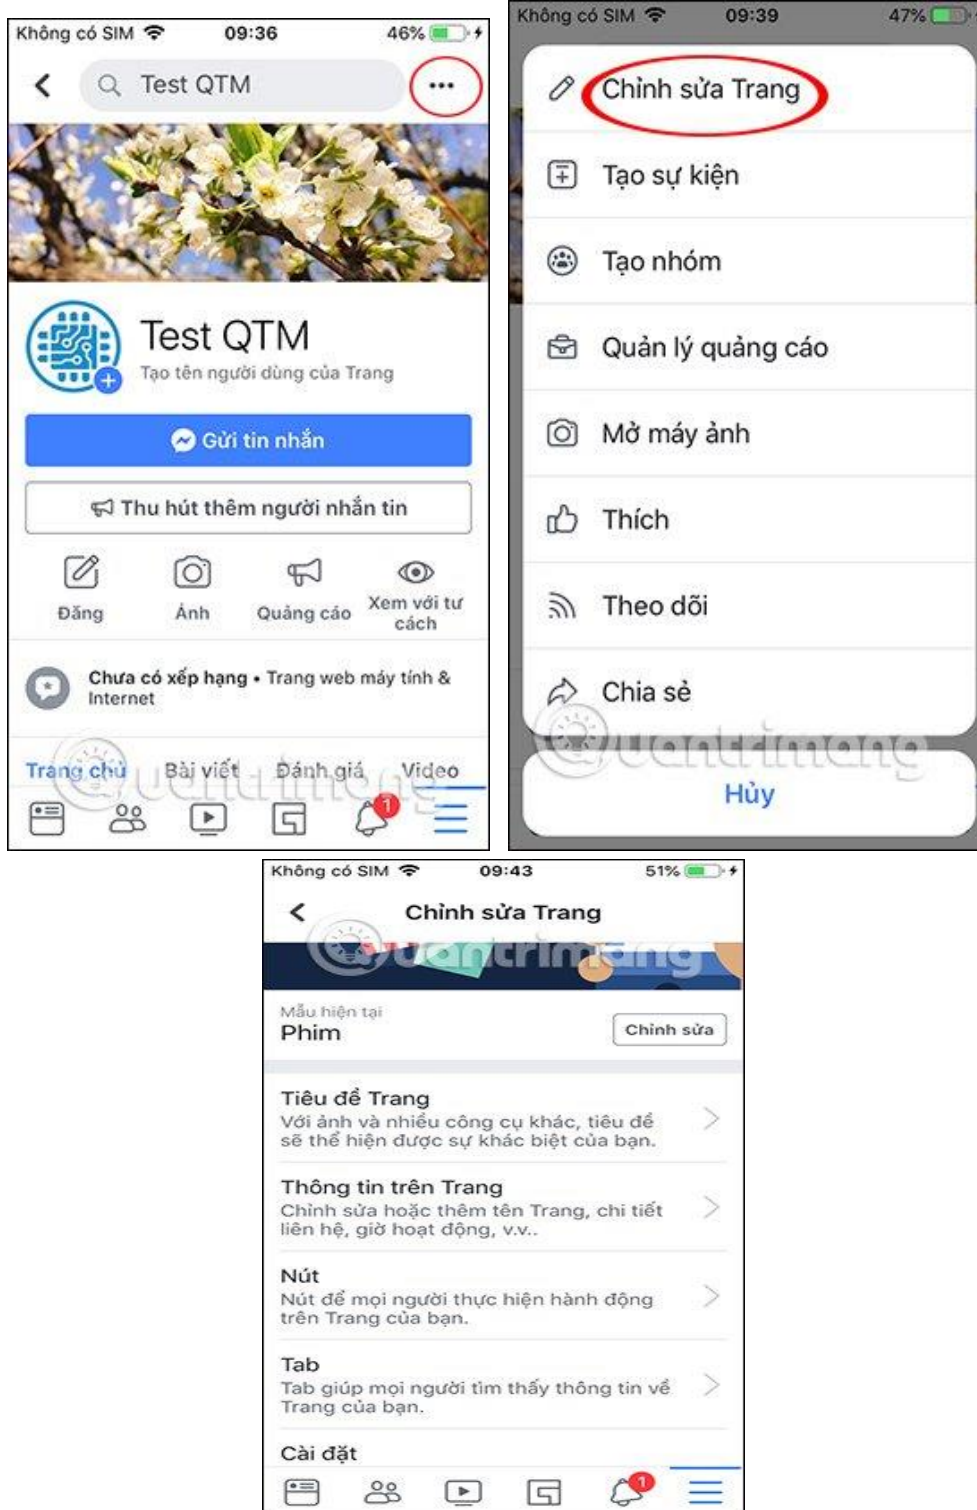 Không có SIM 09:36 46%
Test QTM
Test QTM
Tạo tên người dùng của Trang
Gửi tin nhắn
Thu hút thêm người nhắn tin
Đăng Ảnh Quảng cáo Xem với tư
cách
Chưa có xếp hạng • Trang web máy tính &
Internet
Trang chủ Bài viết Đánh giá Video
Quantrimang
1
Không có SIM 09:39 47%
Chỉnh sửa Trang
Tạo sự kiện
Tạo nhóm
Quản lý quảng cáo
Mở máy ảnh
Thích
Theo dõi
Chia sẻ
Quantrimang
Hủy
Không có SIM 09:43 51%
Chỉnh sửa Trang
Quantrimang
Mẫu hiện tại
Phim Chỉnh sửa
Tiêu đề Trang
Với ảnh và nhiều công cụ khác, tiêu đề
sẽ thể hiện được sự khác biệt của bạn.
Thông tin trên Trang
Chỉnh sửa hoặc thêm tên Trang, chi tiết
liên hệ, giờ hoạt động, v.v..
Nút
Nút để mọi người thực hiện hành động
trên Trang của bạn.
Tab
Tab giúp mọi người tìm thấy thông tin về
Trang của bạn.
Cài đặt
1